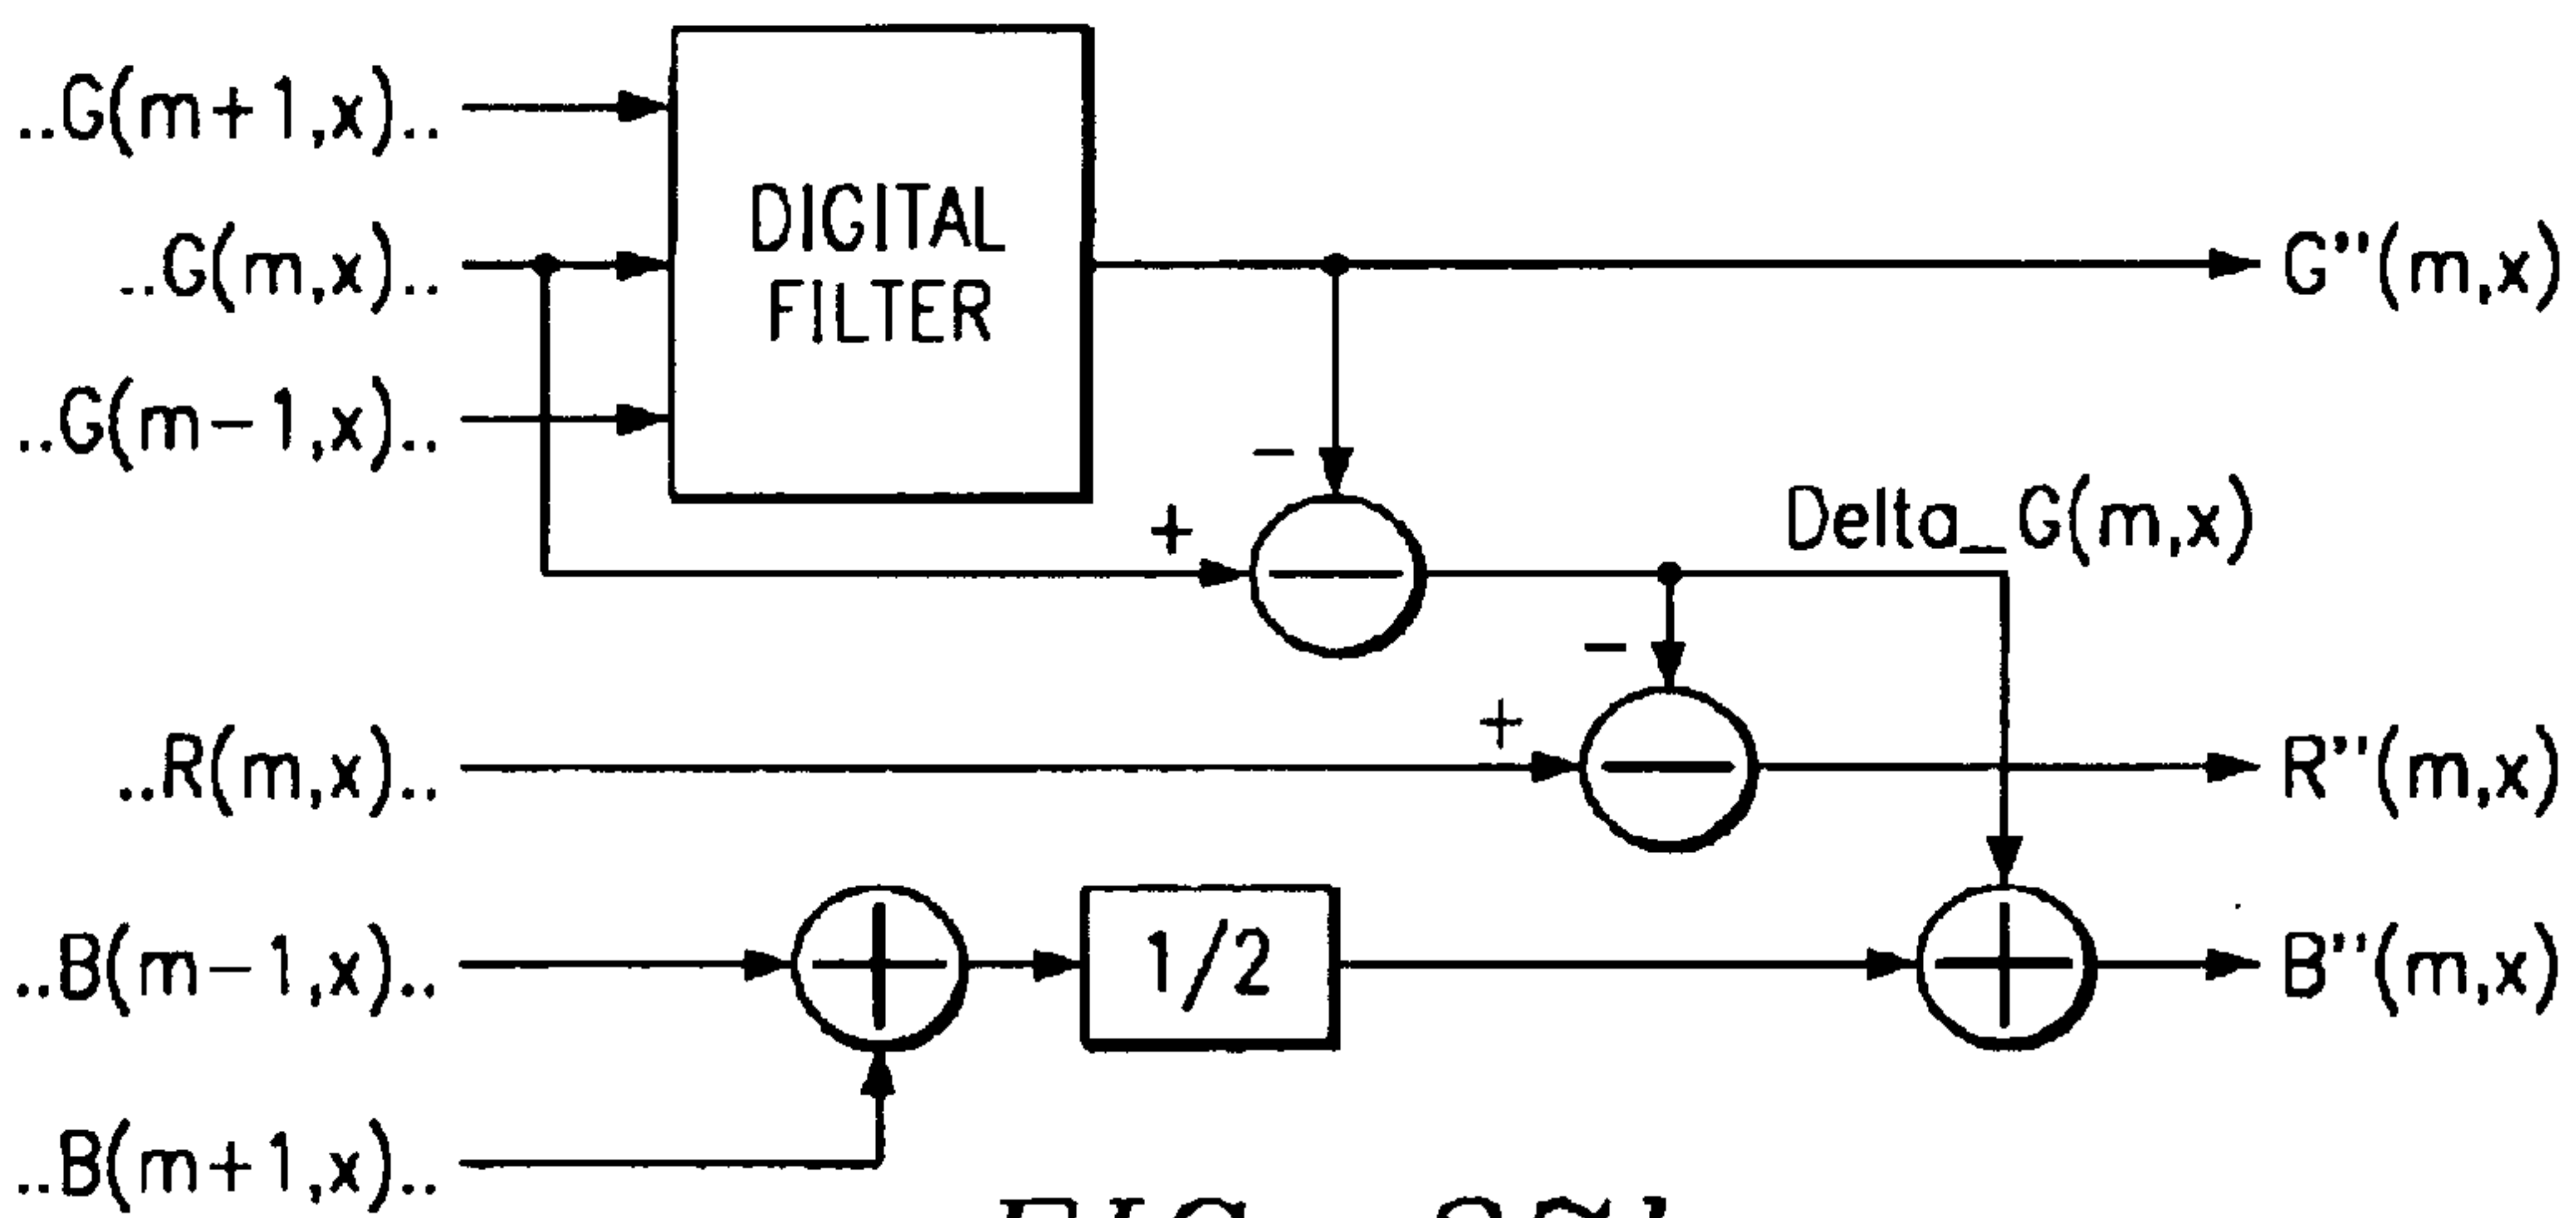 ..G(m+1,x)..
..G(m,x)..
..G(m-1,x)..
DIGITAL
FILTER
G"(m,x)
-
+
Delta_G(m,x)
-
+
..R(m,x)..
R"(m,x)
..B(m-1,x)..
1/2
B"(m,x)
..B(m+1,x)..